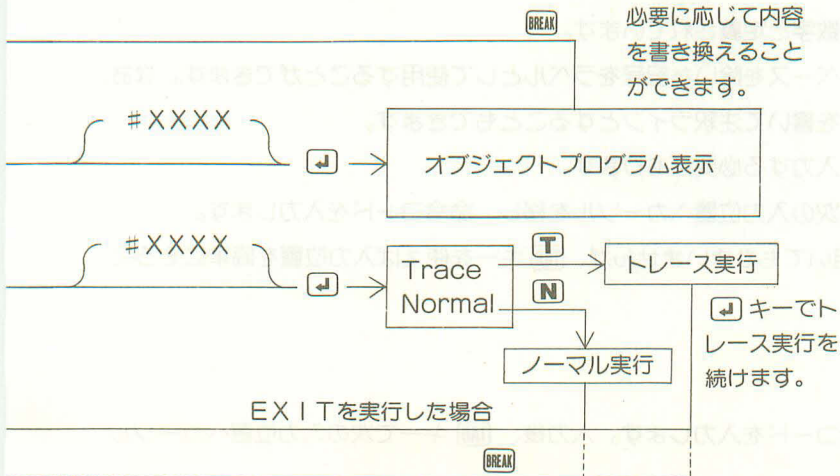 BREAK
必要に応じて内容
を書き換えること
ができます。
#XXXX
オブジェクトプログラム表示
#XXXX
Trace
Normal
T
N
トレース実行
ノーマル実行
キーでト
レース実行を
続けます。
EXITを実行した場合
BREAK